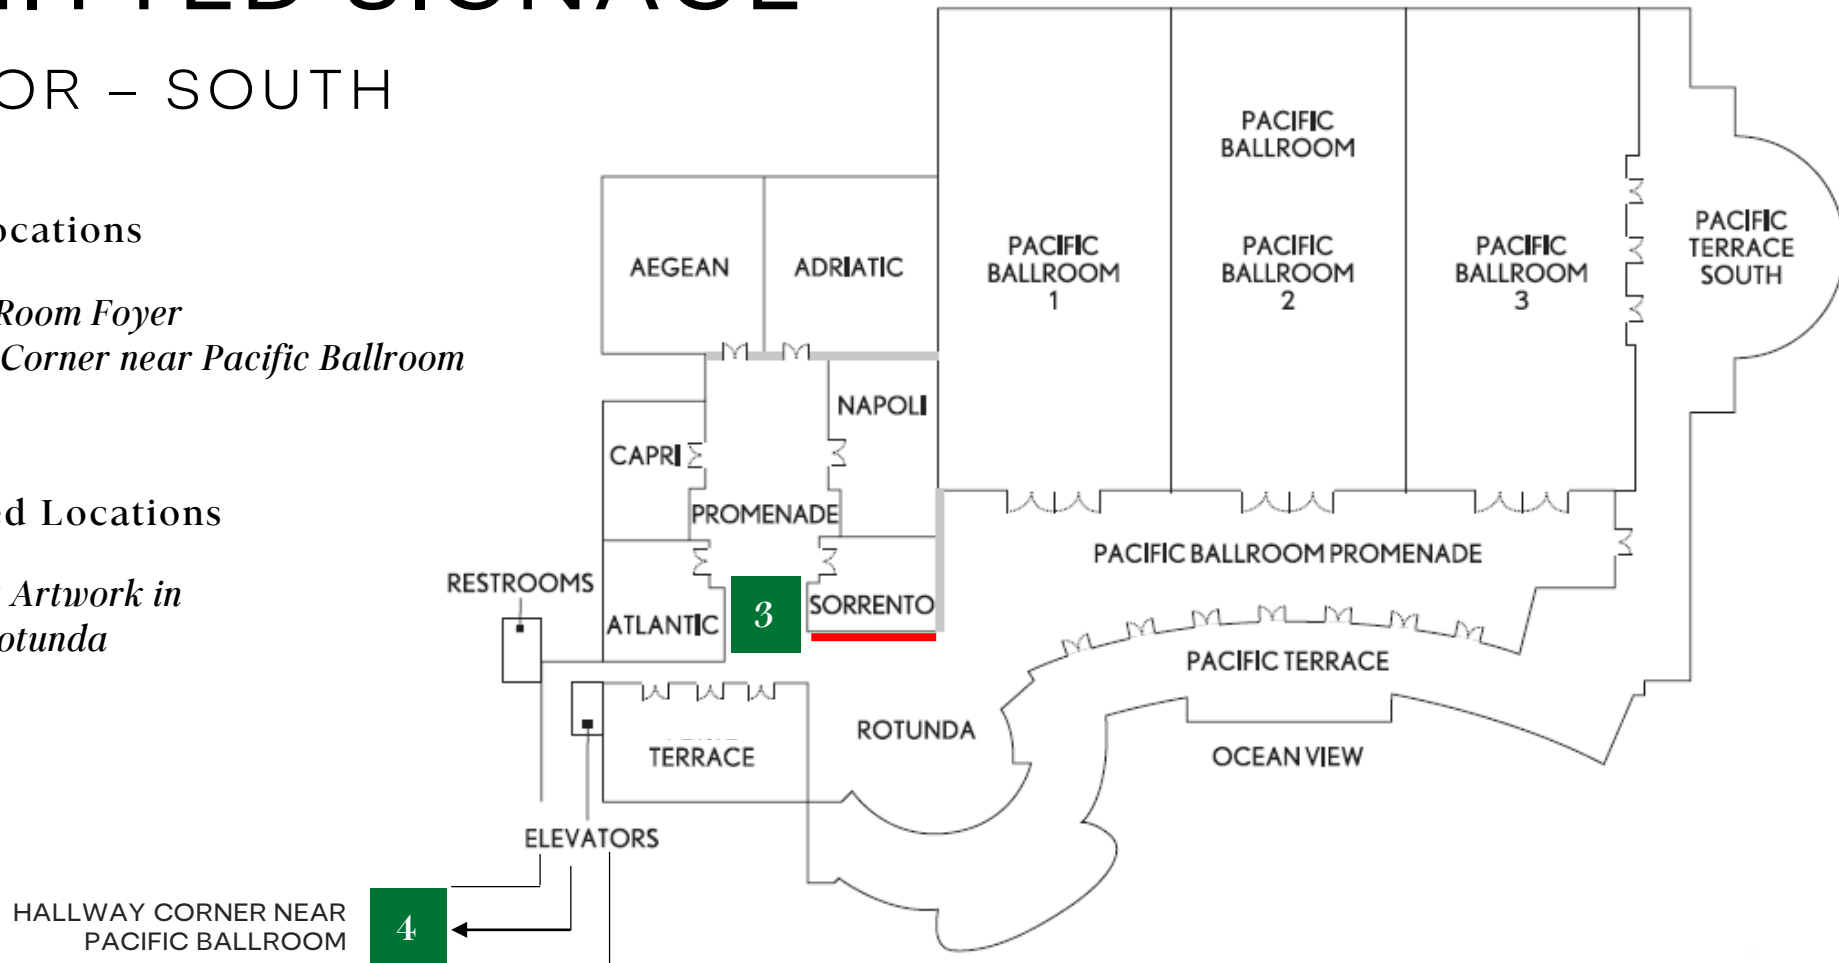 OR – SOUTH
ocations
Room Foyer
Corner near Pacific Ballroom
ed Locations
Artwork in
otunda
PACIFIC
BALLROOM
PACIFIC
BALLROOM
1
PACIFIC
BALLROOM
2
PACIFIC
BALLROOM
3
PACIFIC
TERRACE
SOUTH
AEGEAN
ADRIATIC
NAPOLI
CAPRI
PROMENADE
PACIFIC BALLROOM PROMENADE
RESTROOMS
ATLANTIC
3
SORRENTO
PACIFIC TERRACE
ROTUNDA
TERRACE
OCEAN VIEW
ELEVATORS
HALLWAY CORNER NEAR
PACIFIC BALLROOM
4